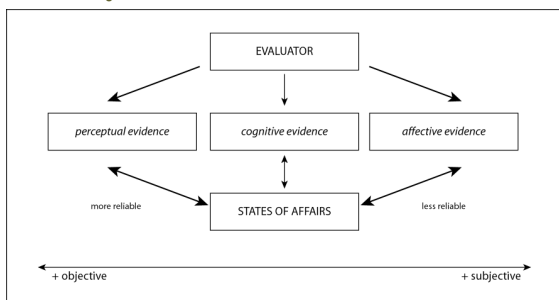 EVALUATOR
perceptual evidence
cognitive evidence
affective evidence
more reliable
STATES OF AFFAIRS
less reliable
+ objective
+ subjective